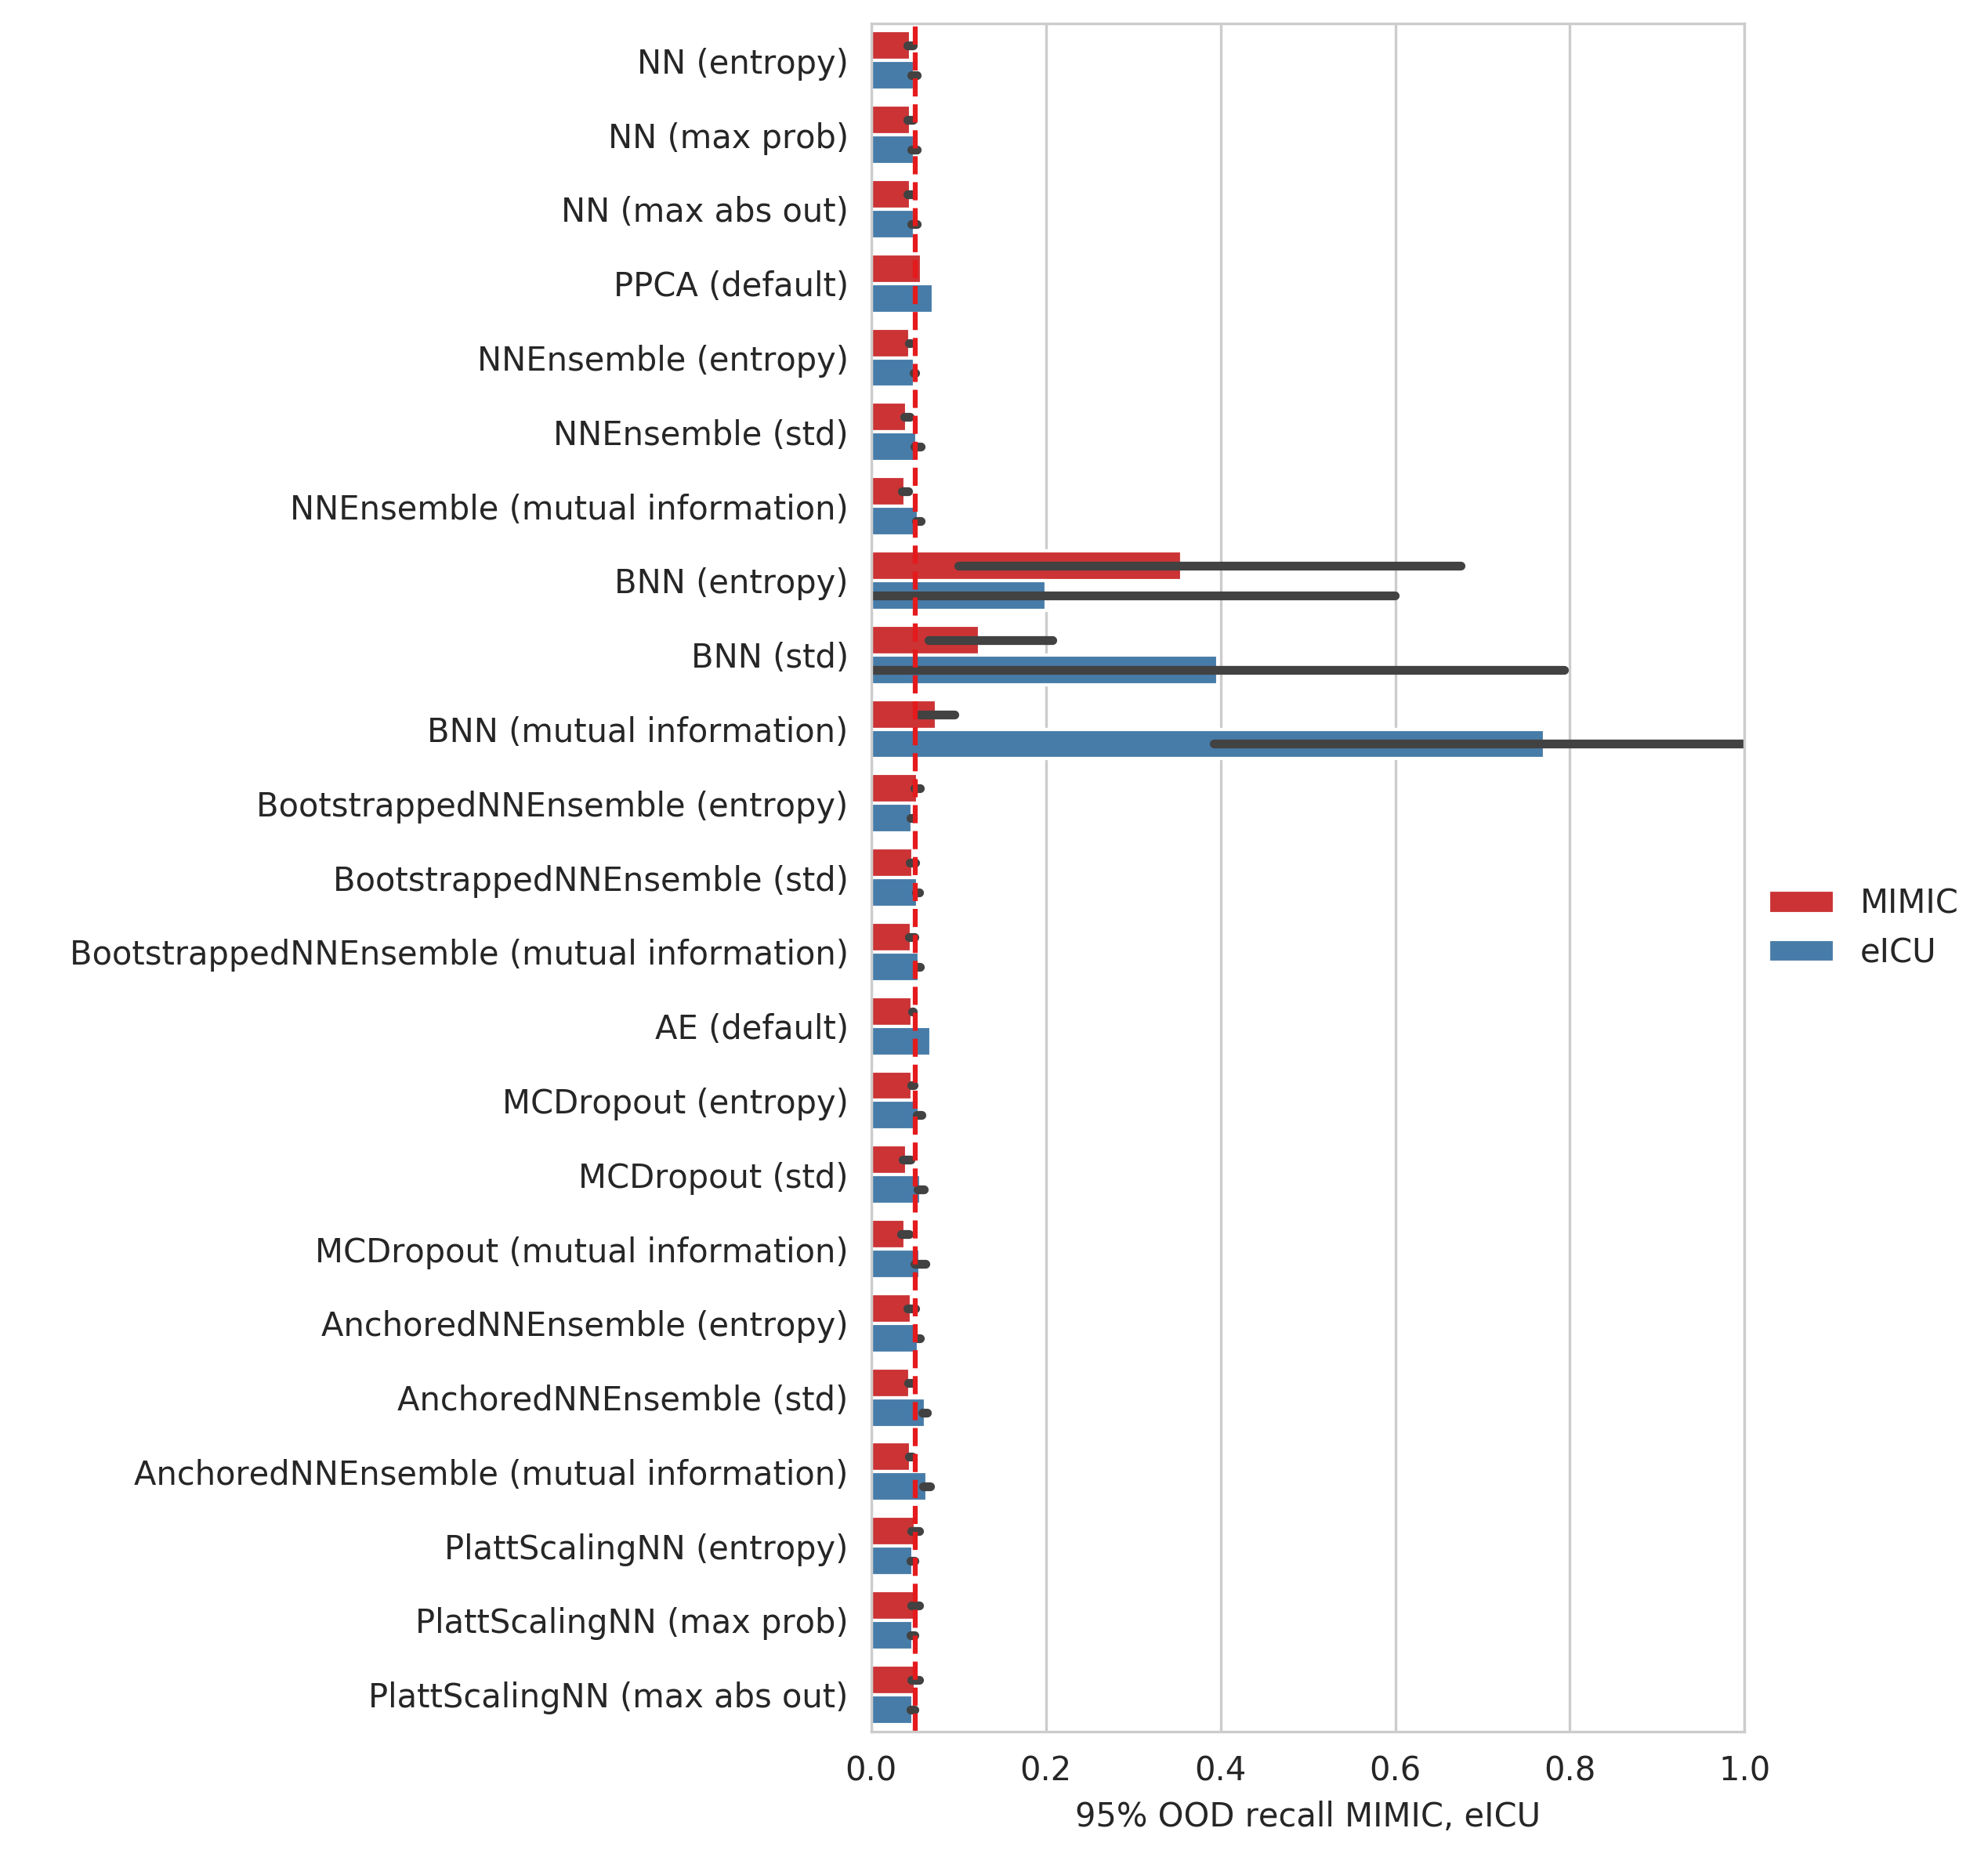 NN (entropy)
NN (max prob)
NN (max abs out)
PPCA (default)
NNEnsemble (entropy)
NNEnsemble (std)
NNEnsemble (mutual information)
BNN (entropy)
BNN (std)
BNN (mutual information)
BootstrappedNNEnsemble (entropy)
BootstrappedNNEnsemble (std)
BootstrappedNNEnsemble (mutual information)
AE (default)
MCDropout (entropy)
MCDropout (std)
MCDropout (mutual information)
AnchoredNNEnsemble (entropy)
AnchoredNNEnsemble (std)
AnchoredNNEnsemble (mutual information)
PlattScalingNN (entropy)
PlattScalingNN (max prob)
PlattScalingNN (max abs out)
0.0 0.2 0.4 0.6 0.8 1.0
95% OOD recall MIMIC, eICU
MIMIC
eICU